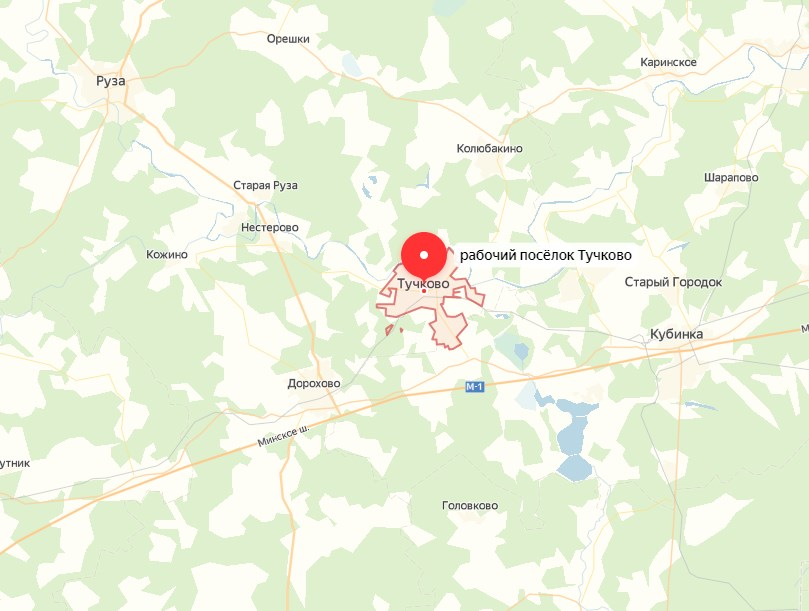 Орешки
Каринское
Руза
Колюбакино
Шарапово
Старая Руза
Нестерово
Кожино
рабочий посёлок Тучково
Тучково
Старый Городок
Кубинка
М
Дорохово
М-1
Минское ш.
утник
Головково